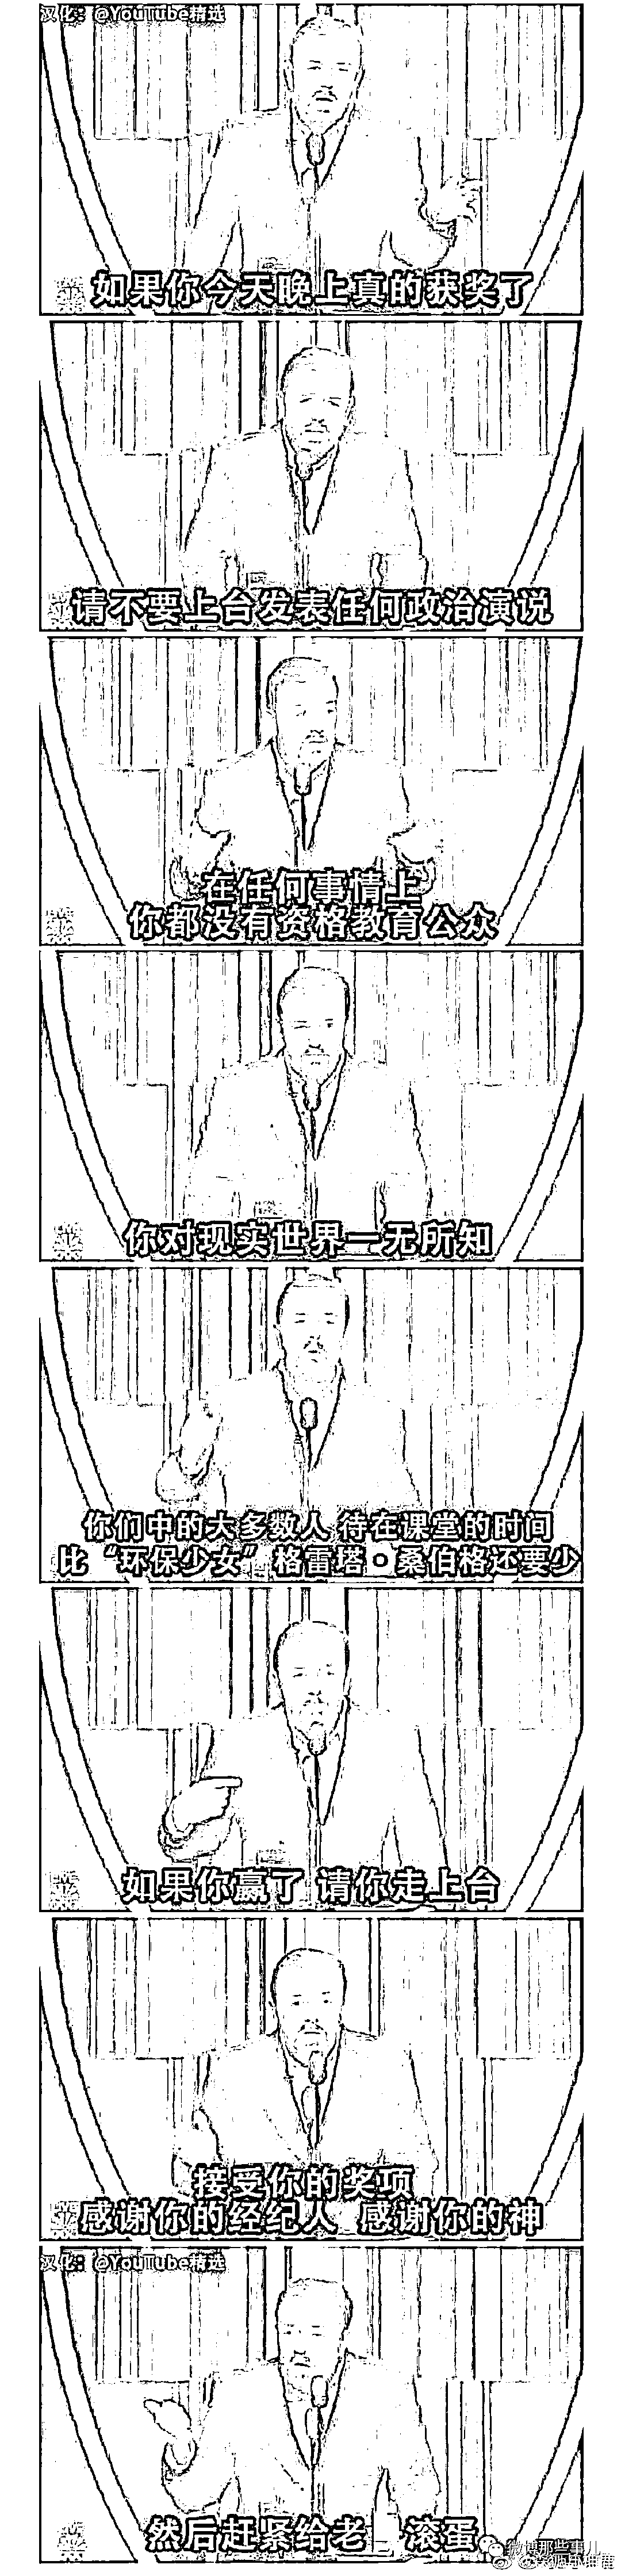 汉化：@YouTube精选
如果你今天晚上真的获奖了
请不要上台发表任何政治演说
在任何事情上
你都没有资格教育公众
你对现实世界一无所知
你们中的大多数人 待在课堂的时间
比“环保少女”格雷塔·桑伯格还要少
如果你赢了 请你走上台
接受你的奖项
感谢你的经纪人 感谢你的神
汉化：@YouTube精选
然后赶紧给老 滚蛋
微博那些事儿